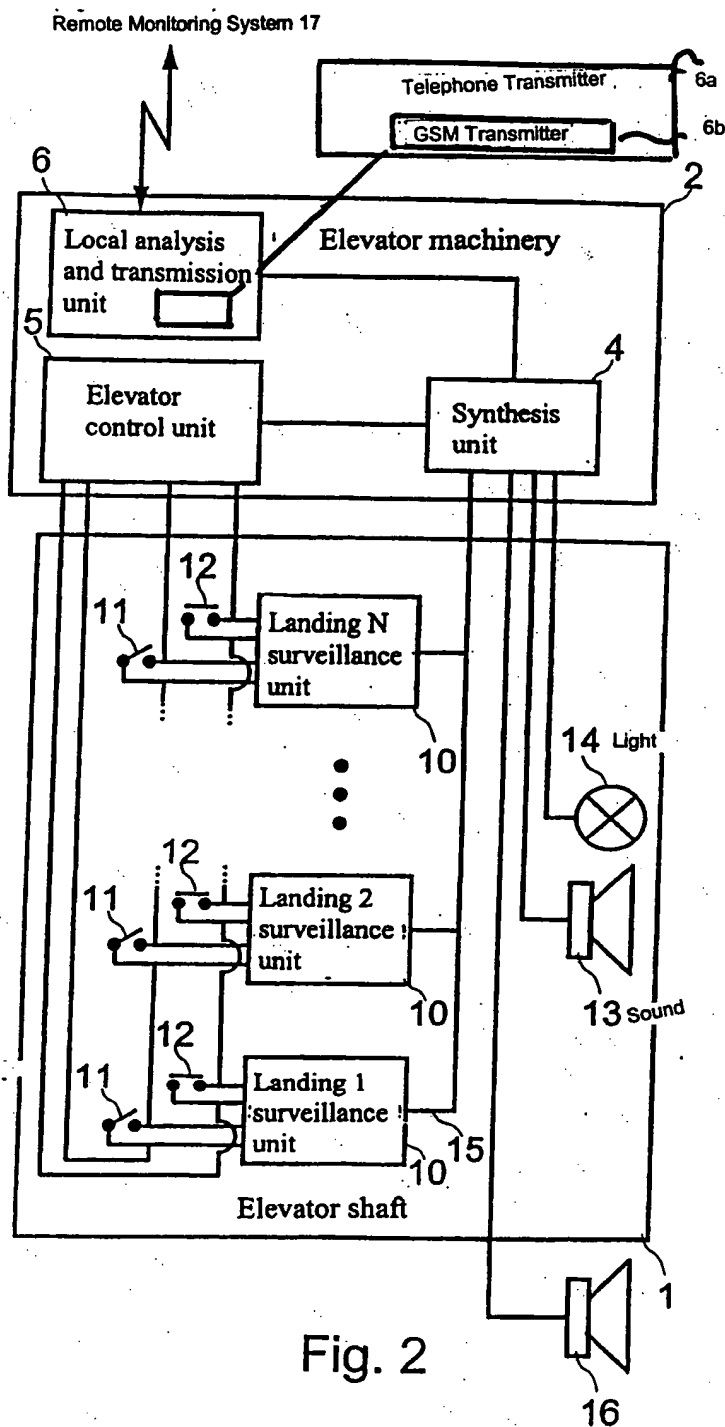 Remote Monitoring System 17
Telephone Transmitter
6a
GSM Transmitter
6b
2
6
Local analysis
and transmission
unit
Elevator machinery
5
Elevator
control unit
4
Synthesis
unit
12
11
Landing N
surveillance
unit
10
14 Light
12
11
Landing 2
surveillance
unit
10
13 Sound
12
11
Landing 1
surveillance
unit
10
15
Elevator shaft
1
Fig. 2
16